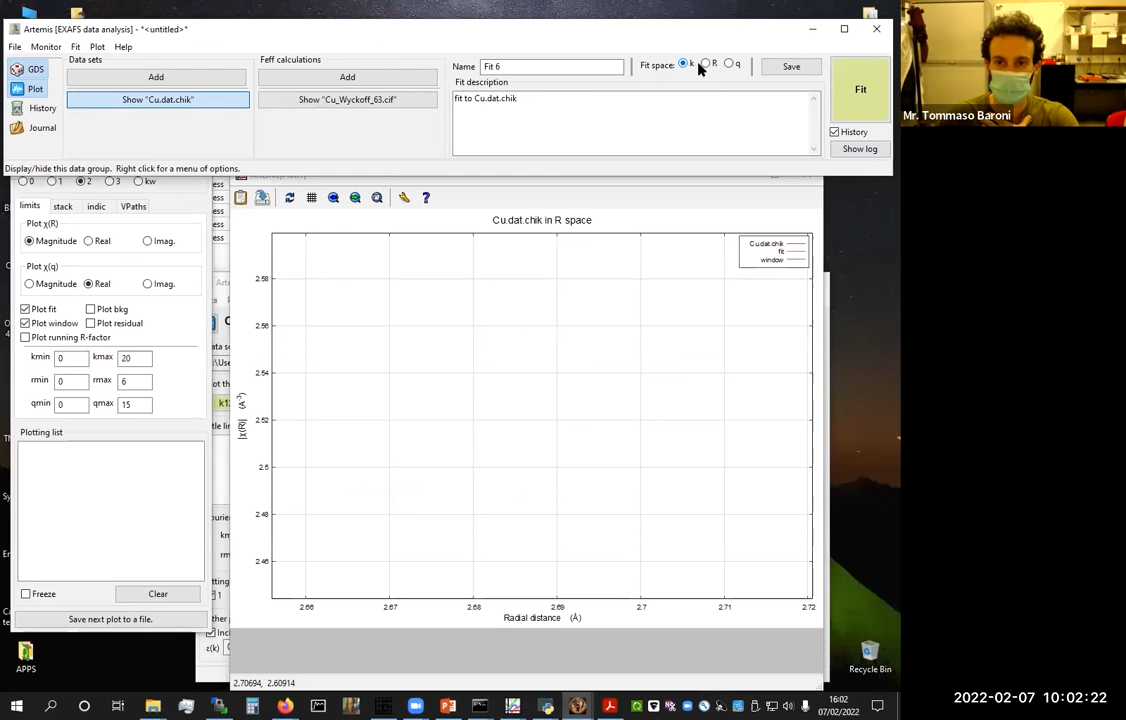 Artemis [EXAFS data analysis] - *<untitled>*
File Monitor Fit Plot Help
GDS
Plot
History
Journal
Data sets
Add
Show "Cu.dat.chik"
Feff calculations
Add
Show "Cu_Wyckoff_63.cif"
Name Fit 6
Fit space: k R q
Save
Fit description
fit to Cu.dat.chik
Fit
History
Show log
Display/hide this data group. Right click for a menu of options.
Mr. Tommaso Baroni
0 1 2 3 kw
limits stack indic VPaths
Plot χ(R)
Magnitude Real Imag.
Plot χ(q)
Magnitude Real Imag.
Plot fit Plot bkg
Plot window Plot residual
Plot running R-factor
kmin 0 kmax 20
rmin 0 rmax 6
qmin 0 qmax 15
Plotting list
Freeze Clear
Save next plot to a file.
Cu.dat.chik in R space
Cu.dat.chik
fit
window
2.58
2.56
2.54
2.52
2.5
2.48
2.46
|χ(R)| (Å⁻³)
2.66 2.67 2.68 2.69 2.7 2.71 2.72
Radial distance (Å)
2.70694, 2.60914
APPS
Recycle Bin
16:02
07/02/2022
2022-02-07 10:02:22